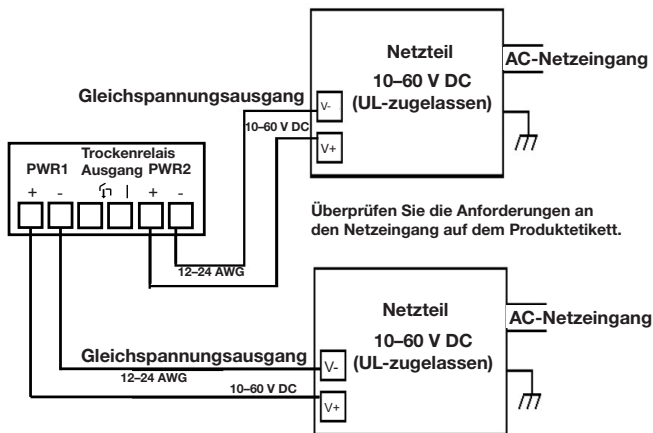 Netzteil
10–60 V DC
(UL-zugelassen)
AC-Netzeingang
Gleichspannungsausgang
V-
10–60 V DC
V+
Trockenrelais
PWR1 Ausgang PWR2
+ - + -
Überprüfen Sie die Anforderungen an
den Netzeingang auf dem Produktetikett.
12–24 AWG
Netzteil
10–60 V DC
(UL-zugelassen)
AC-Netzeingang
Gleichspannungsausgang
V-
12–24 AWG
10–60 V DC
V+